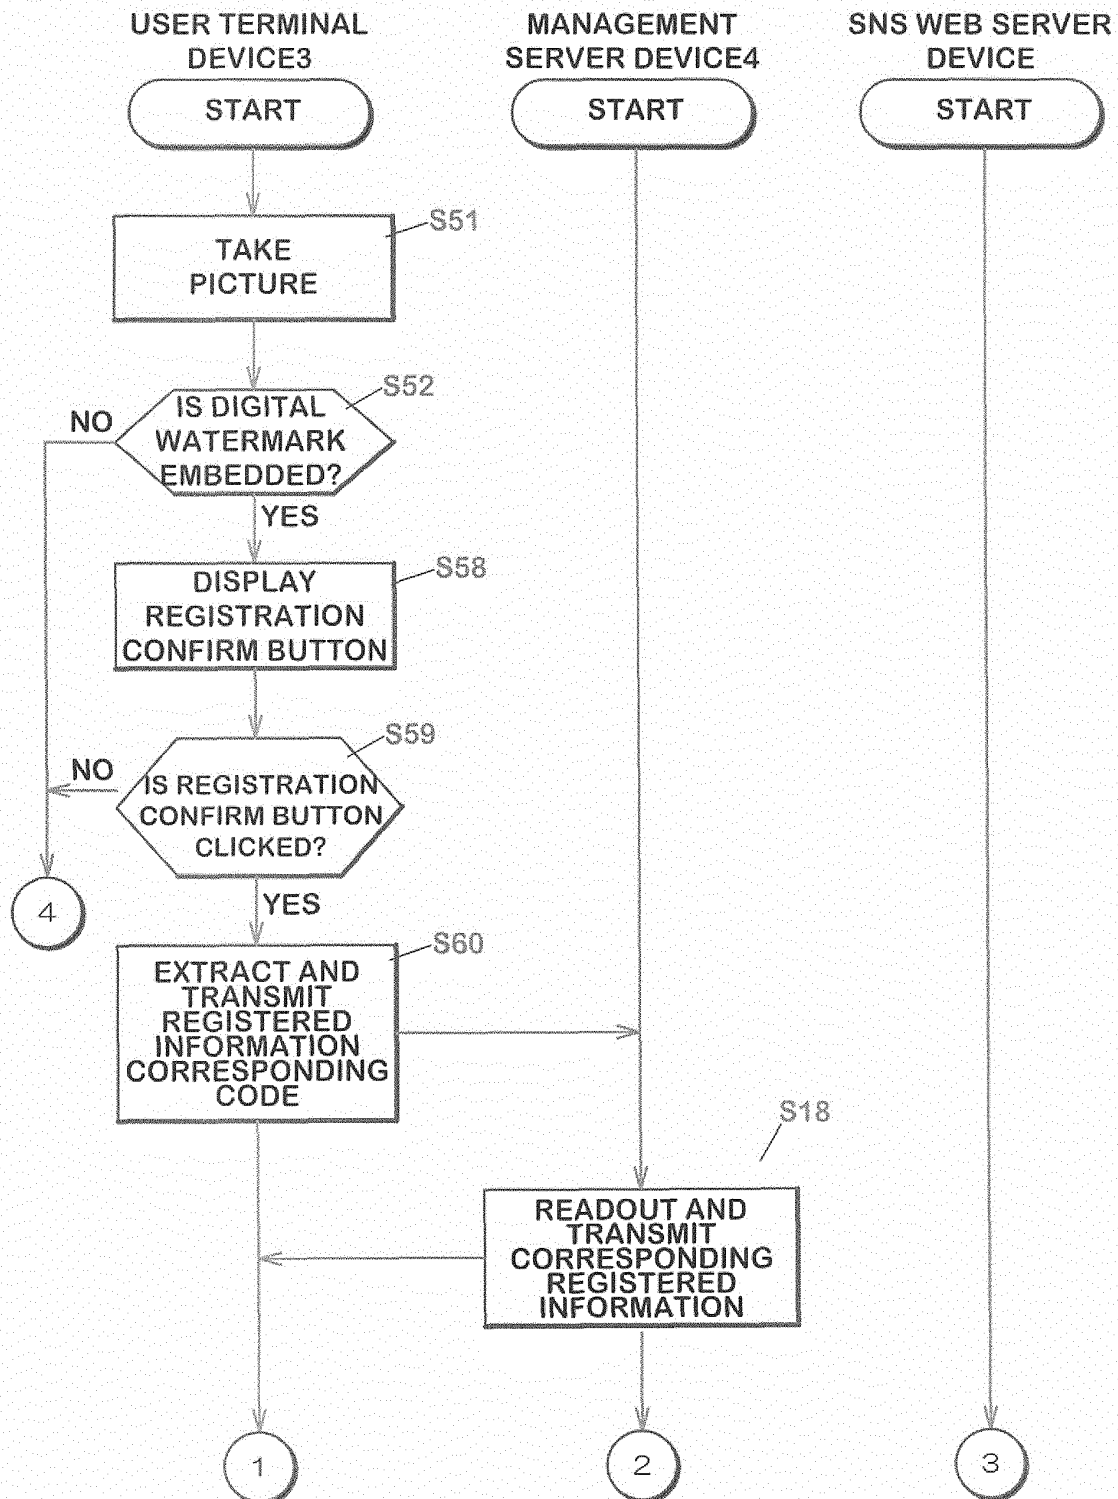 USER TERMINAL
DEVICE3
MANAGEMENT
SERVER DEVICE4
SNS WEB SERVER
DEVICE
START
START
START
S51
TAKE
PICTURE
S52
NO
IS DIGITAL
WATERMARK
EMBEDDED?
YES
S58
DISPLAY
REGISTRATION
CONFIRM BUTTON
S59
NO
IS REGISTRATION
CONFIRM BUTTON
CLICKED?
4
YES
S60
EXTRACT AND
TRANSMIT
REGISTERED
INFORMATION
CORRESPONDING
CODE
S18
READOUT AND
TRANSMIT
CORRESPONDING
REGISTERED
INFORMATION
1
2
3